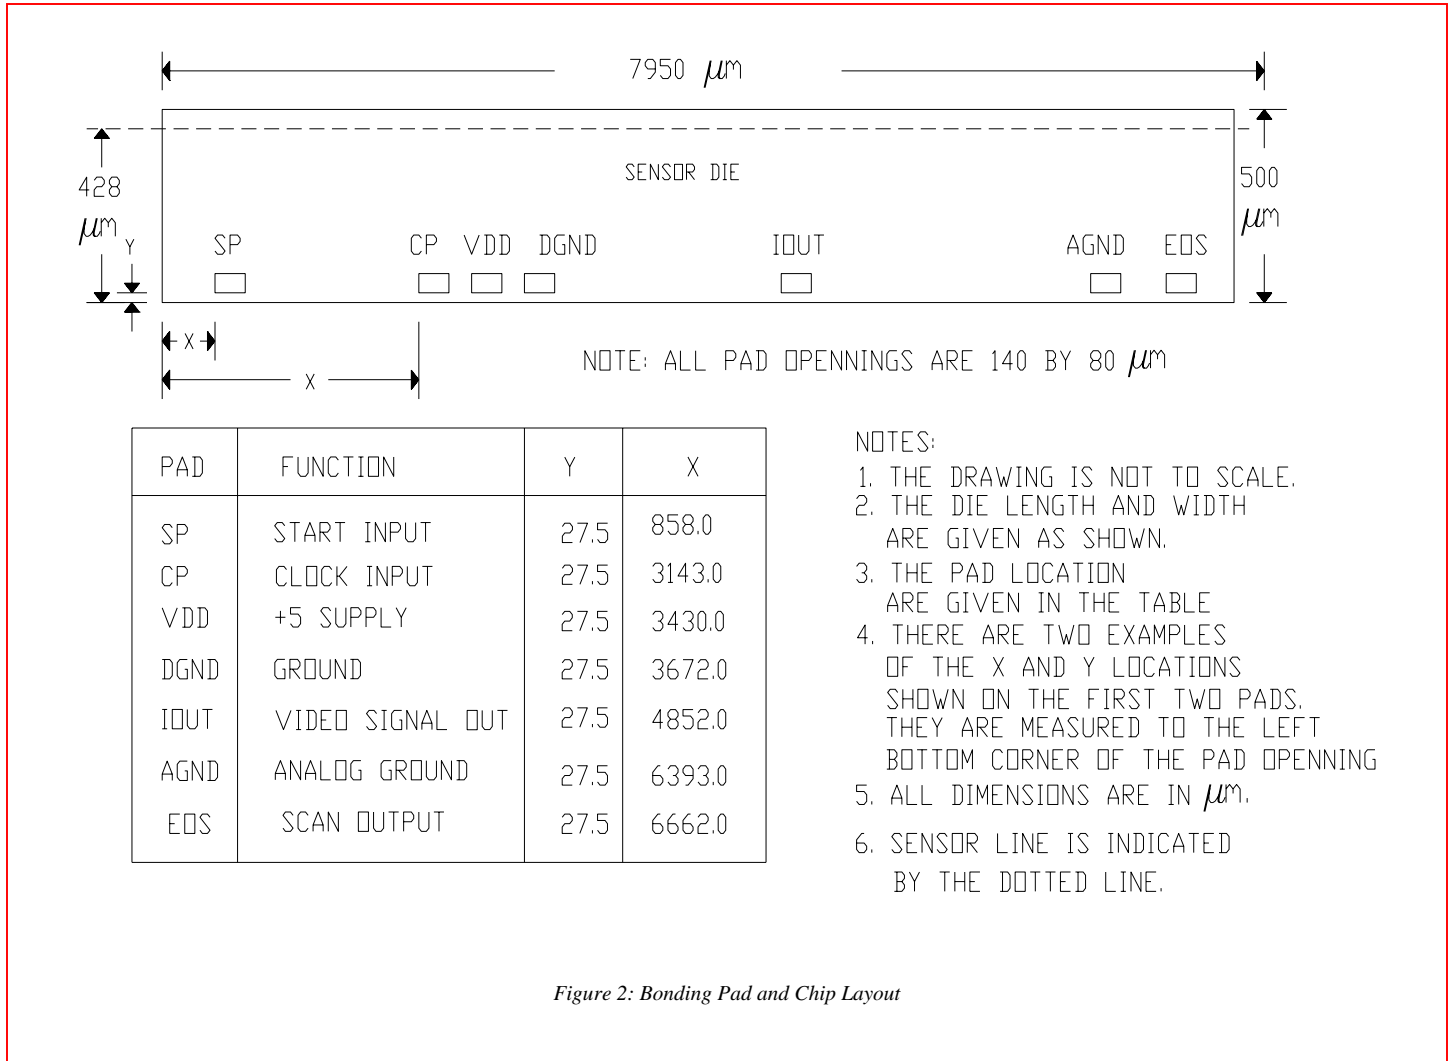 7950 μm
SENSOR DIE
428
μm
500
μm
Y
SP CP VDD DGND IOUT AGND EOS
X
X
NOTE: ALL PAD OPENNINGS ARE 140 BY 80 μm
PAD FUNCTION Y X
SP START INPUT 27.5 858.0
CP CLOCK INPUT 27.5 3143.0
VDD +5 SUPPLY 27.5 3430.0
DGND GROUND 27.5 3672.0
IOUT VIDEO SIGNAL OUT 27.5 4852.0
AGND ANALOG GROUND 27.5 6393.0
EOS SCAN OUTPUT 27.5 6662.0
NOTES:
1. THE DRAWING IS NOT TO SCALE.
2. THE DIE LENGTH AND WIDTH
ARE GIVEN AS SHOWN.
3. THE PAD LOCATION
ARE GIVEN IN THE TABLE
4. THERE ARE TWO EXAMPLES
OF THE X AND Y LOCATIONS
SHOWN ON THE FIRST TWO PADS.
THEY ARE MEASURED TO THE LEFT
BOTTOM CORNER OF THE PAD OPENNING
5. ALL DIMENSIONS ARE IN μm.
6. SENSOR LINE IS INDICATED
BY THE DOTTED LINE.
Figure 2: Bonding Pad and Chip Layout